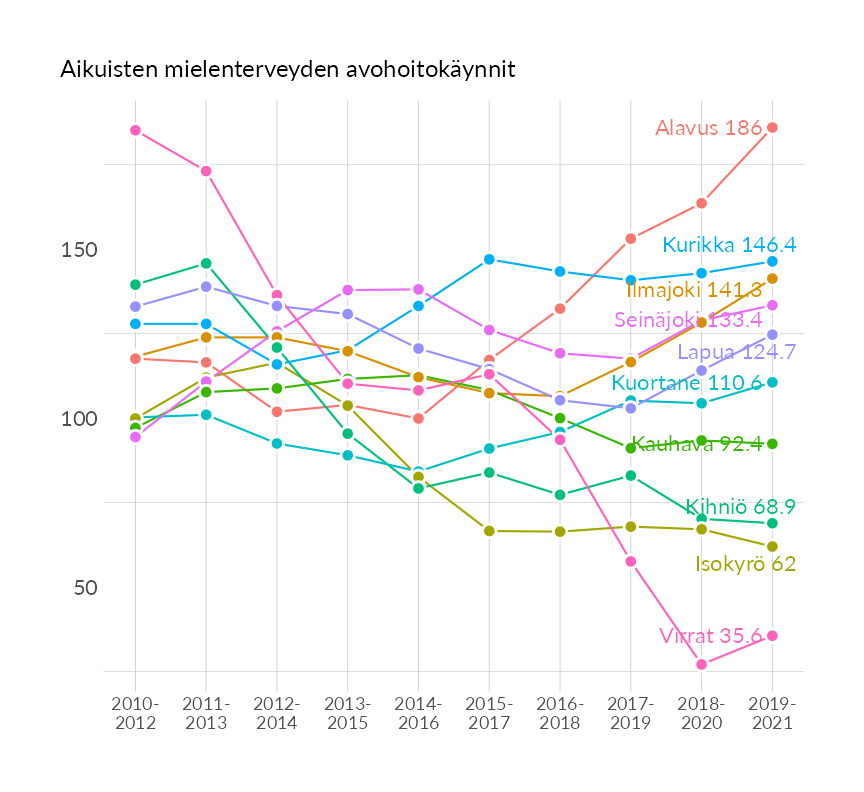 Aikuisten mielenterveyden avohoitokäynnit
Alavus 186
150
Kurikka 146.4
Ilmajoki 141.3
Seinäjoki 133.4
Lapua 124.7
Kuortane 110.6
100
Kauhava 92.4
Kihniö 68.9
Isokyrö 62
50
Virrat 35.6
2010- 2011- 2012- 2013- 2014- 2015- 2016- 2017- 2018- 2019-
2012 2013 2014 2015 2016 2017 2018 2019 2020 2021